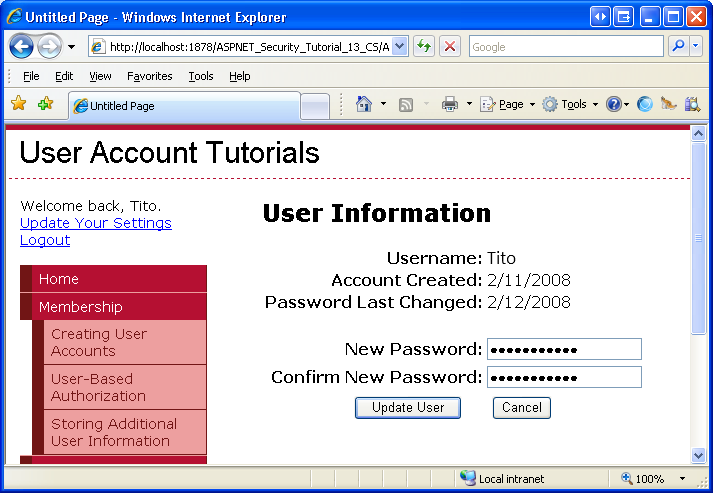 Untitled Page - Windows Internet Explorer
http://localhost:1878/ASPNET_Security_Tutorial_13_CS/A
Google
File Edit View Favorites Tools Help
Untitled Page
Page Tools
User Account Tutorials
Welcome back, Tito.
Update Your Settings
Logout
Home
Membership
Creating User
Accounts
User-Based
Authorization
Storing Additional
User Information
User Information
Username: Tito
Account Created: 2/11/2008
Password Last Changed: 2/12/2008
New Password: •••••••••••
Confirm New Password: •••••••••••
Update User Cancel
Local intranet 100%